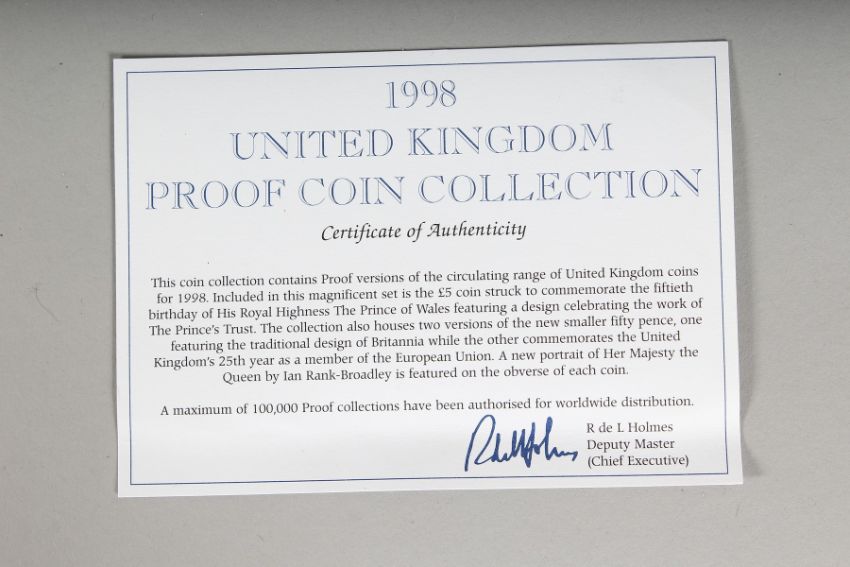 1998
UNITED KINGDOM
PROOF COIN COLLECTION
Certificate of Authenticity
This coin collection contains Proof versions of the circulating range of United Kingdom coins
for 1998. Included in this magnificent set is the £5 coin struck to commemorate the fiftieth
birthday of His Royal Highness The Prince of Wales featuring a design celebrating the work of
The Prince's Trust. The collection also houses two versions of the new smaller fifty pence, one
featuring the traditional design of Britannia while the other commemorates the United
Kingdom's 25th year as a member of the European Union. A new portrait of Her Majesty the
Queen by Ian Rank-Broadley is featured on the obverse of each coin.
A maximum of 100,000 Proof collections have been authorised for worldwide distribution.
R de L Holmes
Deputy Master
(Chief Executive)